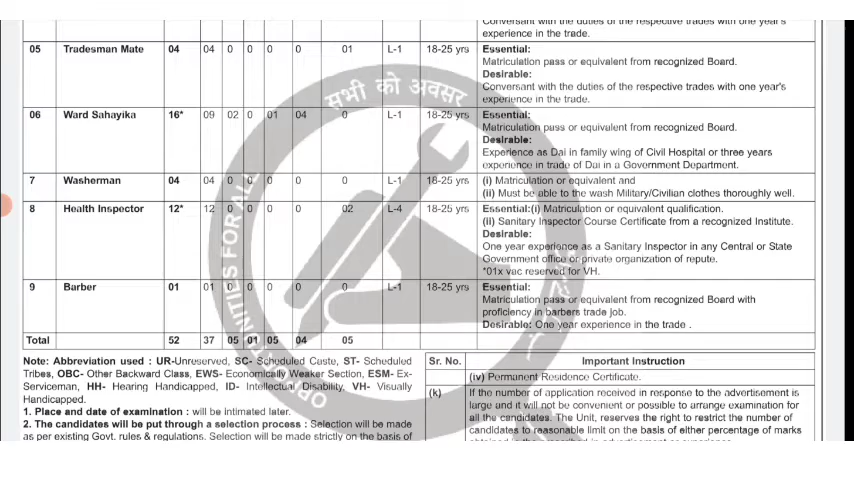 Conversant with the duties of the respective trades with one year's
experience in the trade.
05 Tradesman Mate 04 04 0 0 0 0 01 L-1 18-25 yrs Essential:
Matriculation pass or equivalent from recognized Board.
Desirable:
Conversant with the duties of the respective trades with one year's
experience in the trade.
06 Ward Sahayika 16* 09 02 0 01 04 0 L-1 18-25 yrs Essential:
Matriculation pass or equivalent from recognized Board.
Desirable:
Experience as Dai in family wing of Civil Hospital or three years
experience in trade of Dai in a Government Department.
7 Washerman 04 04 0 0 0 0 0 L-1 18-25 yrs (i) Matriculation or equivalent and
(ii) Must be able to the wash Military/Civilian clothes thoroughly well.
8 Health Inspector 12* 12 0 0 0 0 02 L-4 18-25 yrs Essential:(i) Matriculation or equivalent qualification.
(ii) Sanitary Inspector Course Certificate from a recognized Institute.
Desirable:
One year experience as a Sanitary Inspector in any Central or State
Government office or private organization of repute.
*01x vac reserved for VH.
9 Barber 01 01 0 0 0 0 0 L-1 18-25 yrs Essential:
Matriculation pass or equivalent from recognized Board with
proficiency in barbers trade job.
Desirable: One year experience in the trade .
Total 52 37 05 01 05 04 05
Note: Abbreviation used : UR-Unreserved, SC- Scheduled Caste, ST- Scheduled
Tribes, OBC- Other Backward Class, EWS- Economically Weaker Section, ESM- Ex-
Serviceman, HH- Hearing Handicapped, ID- Intellectual Disability, VH- Visually
Handicapped.
1. Place and date of examination : will be intimated later.
2. The candidates will be put through a selection process : Selection will be made
as per existing Govt. rules & regulations. Selection will be made strictly on the basis of
Sr. No. Important Instruction
(iv) Permanent Residence Certificate.
(k) If the number of application received in response to the advertisement is
large and it will not be convenient or possible to arrange examination for
all the candidates. The Unit, reserves the right to restrict the number of
candidates to reasonable limit on the basis of either percentage of marks
सभी को अवसर
FOR ALL